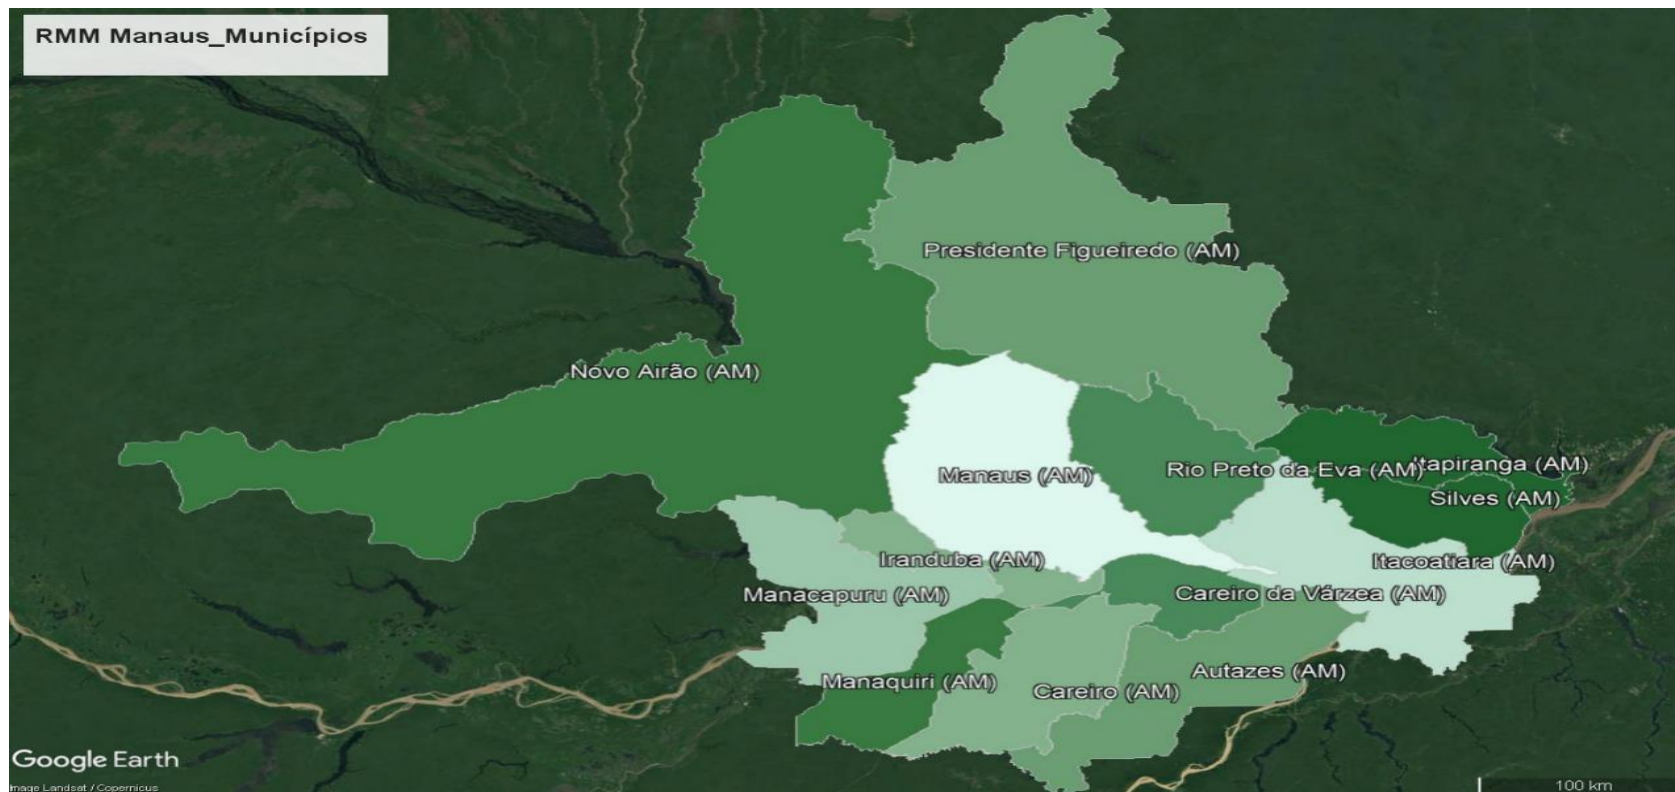 RMM Manaus_Municípios
Presidente Figueiredo (AM)
Novo Airão (AM)
Manaus (AM)
Rio Preto da Eva (AM)
Itapiranga (AM)
Silves (AM)
Iranduba (AM)
Itacoatiara (AM)
Manacapuru (AM)
Careiro da Várzea (AM)
Manaquiri (AM)
Careiro (AM)
Autazes (AM)
Google Earth
Image Landsat / Copernicus
100 km